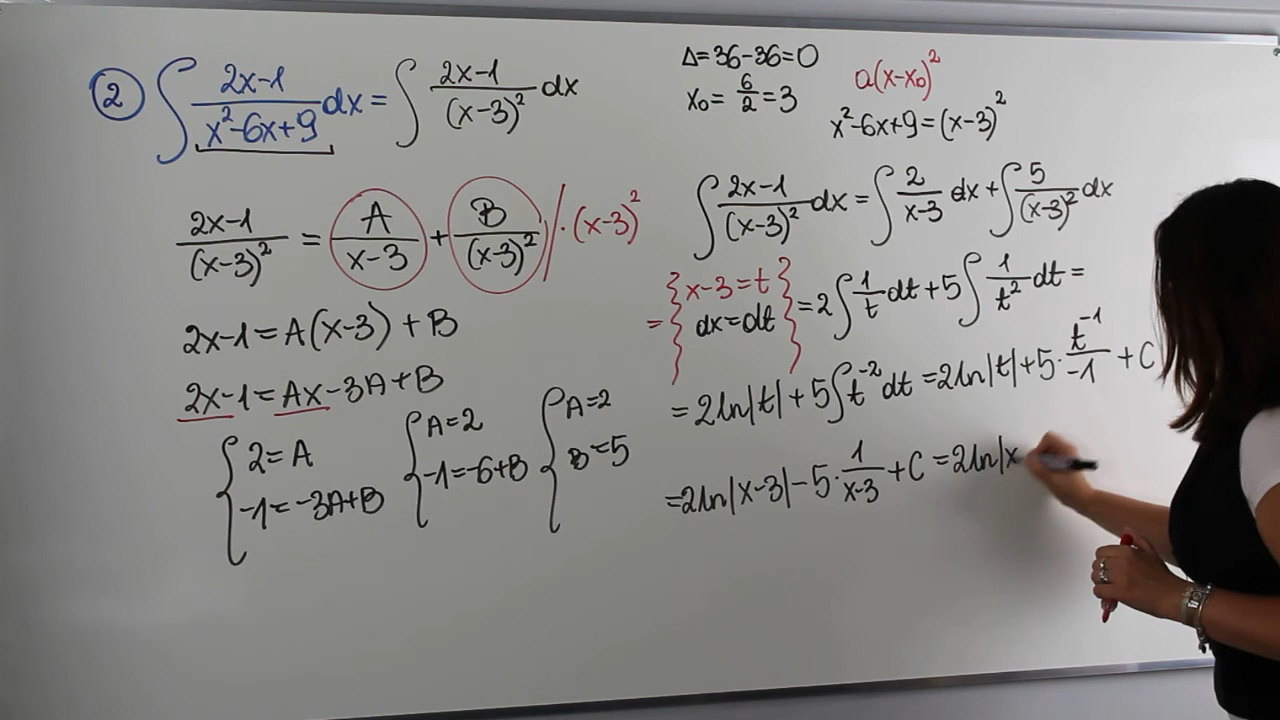 ② ∫ (2x-1)/(x²-6x+9) dx = ∫ (2x-1)/(x-3)² dx
(2x-1)/(x-3)² = A/(x-3) + B/(x-3)² /·(x-3)²
2x-1=A(x-3)+B
2x-1=Ax-3A+B
{ 2=A
-1=-3A+B
{ A=2
-1=-6+B
{ A=2
B=5
Δ=36-36=0
x₀= 6/2 =3
a(x-x₀)²
x²-6x+9=(x-3)²
∫ (2x-1)/(x-3)² dx = ∫ 2/(x-3) dx + ∫ 5/(x-3)² dx
= { x-3=t
dx=dt } = 2∫ 1/t dt + 5∫ 1/t² dt =
= 2ln|t| + 5∫ t⁻² dt = 2ln|t| + 5· t⁻¹/-1 + C
= 2ln|x-3| - 5· 1/(x-3) + C = 2ln|x